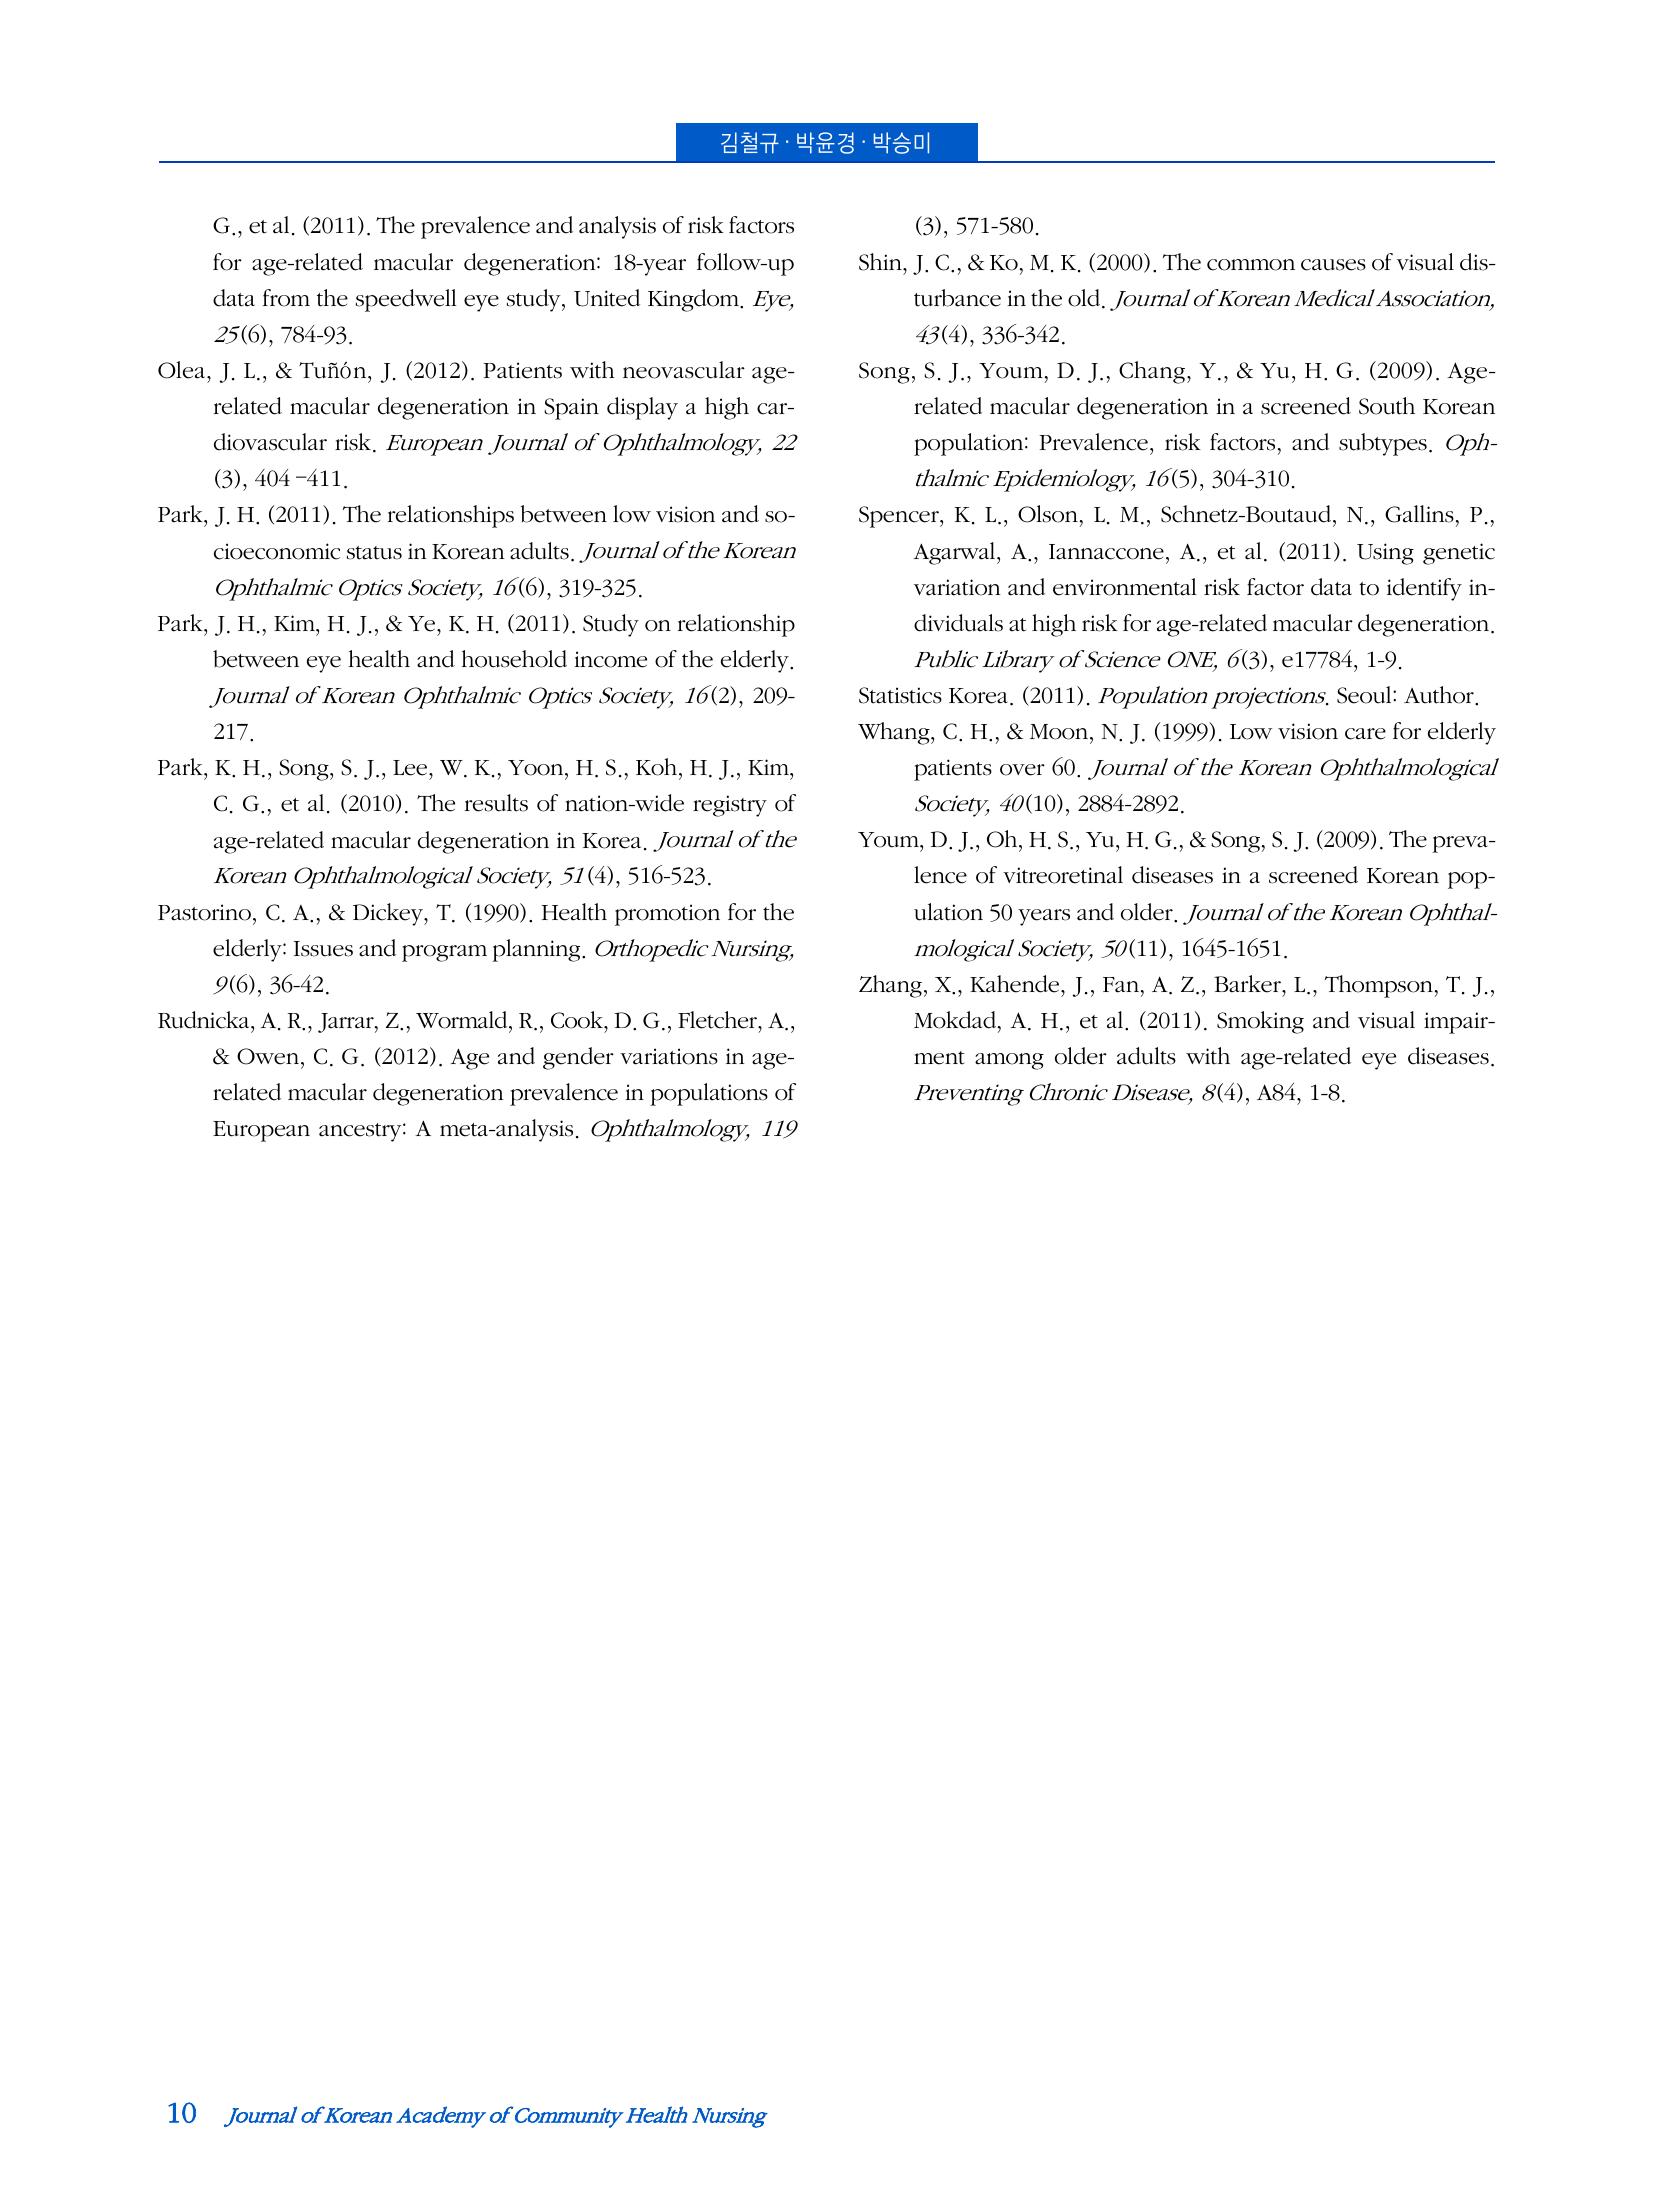 김철규 · 박윤경 · 박승미
G., et al. (2011). The prevalence and analysis of risk factors
for age-related macular degeneration: 18-year follow-up
data from the speedwell eye study, United Kingdom. Eye,
25(6), 784-93.
Olea, J. L., & Tuñón, J. (2012). Patients with neovascular age-
related macular degeneration in Spain display a high car-
diovascular risk. European Journal of Ophthalmology, 22
(3), 404 –411.
Park, J. H. (2011). The relationships between low vision and so-
cioeconomic status in Korean adults. Journal of the Korean
Ophthalmic Optics Society, 16(6), 319-325.
Park, J. H., Kim, H. J., & Ye, K. H. (2011). Study on relationship
between eye health and household income of the elderly.
Journal of Korean Ophthalmic Optics Society, 16(2), 209-
217.
Park, K. H., Song, S. J., Lee, W. K., Yoon, H. S., Koh, H. J., Kim,
C. G., et al. (2010). The results of nation-wide registry of
age-related macular degeneration in Korea. Journal of the
Korean Ophthalmological Society, 51(4), 516-523.
Pastorino, C. A., & Dickey, T. (1990). Health promotion for the
elderly: Issues and program planning. Orthopedic Nursing,
9(6), 36-42.
Rudnicka, A. R., Jarrar, Z., Wormald, R., Cook, D. G., Fletcher, A.,
& Owen, C. G. (2012). Age and gender variations in age-
related macular degeneration prevalence in populations of
European ancestry: A meta-analysis. Ophthalmology, 119
(3), 571-580.
Shin, J. C., & Ko, M. K. (2000). The common causes of visual dis-
turbance in the old. Journal of Korean Medical Association,
43(4), 336-342.
Song, S. J., Youm, D. J., Chang, Y., & Yu, H. G. (2009). Age-
related macular degeneration in a screened South Korean
population: Prevalence, risk factors, and subtypes. Oph-
thalmic Epidemiology, 16(5), 304-310.
Spencer, K. L., Olson, L. M., Schnetz-Boutaud, N., Gallins, P.,
Agarwal, A., Iannaccone, A., et al. (2011). Using genetic
variation and environmental risk factor data to identify in-
dividuals at high risk for age-related macular degeneration.
Public Library of Science ONE, 6(3), e17784, 1-9.
Statistics Korea. (2011). Population projections. Seoul: Author.
Whang, C. H., & Moon, N. J. (1999). Low vision care for elderly
patients over 60. Journal of the Korean Ophthalmological
Society, 40(10), 2884-2892.
Youm, D. J., Oh, H. S., Yu, H. G., & Song, S. J. (2009). The preva-
lence of vitreoretinal diseases in a screened Korean pop-
ulation 50 years and older. Journal of the Korean Ophthal-
mological Society, 50(11), 1645-1651.
Zhang, X., Kahende, J., Fan, A. Z., Barker, L., Thompson, T. J.,
Mokdad, A. H., et al. (2011). Smoking and visual impair-
ment among older adults with age-related eye diseases.
Preventing Chronic Disease, 8(4), A84, 1-8.
10 Journal of Korean Academy of Community Health Nursing